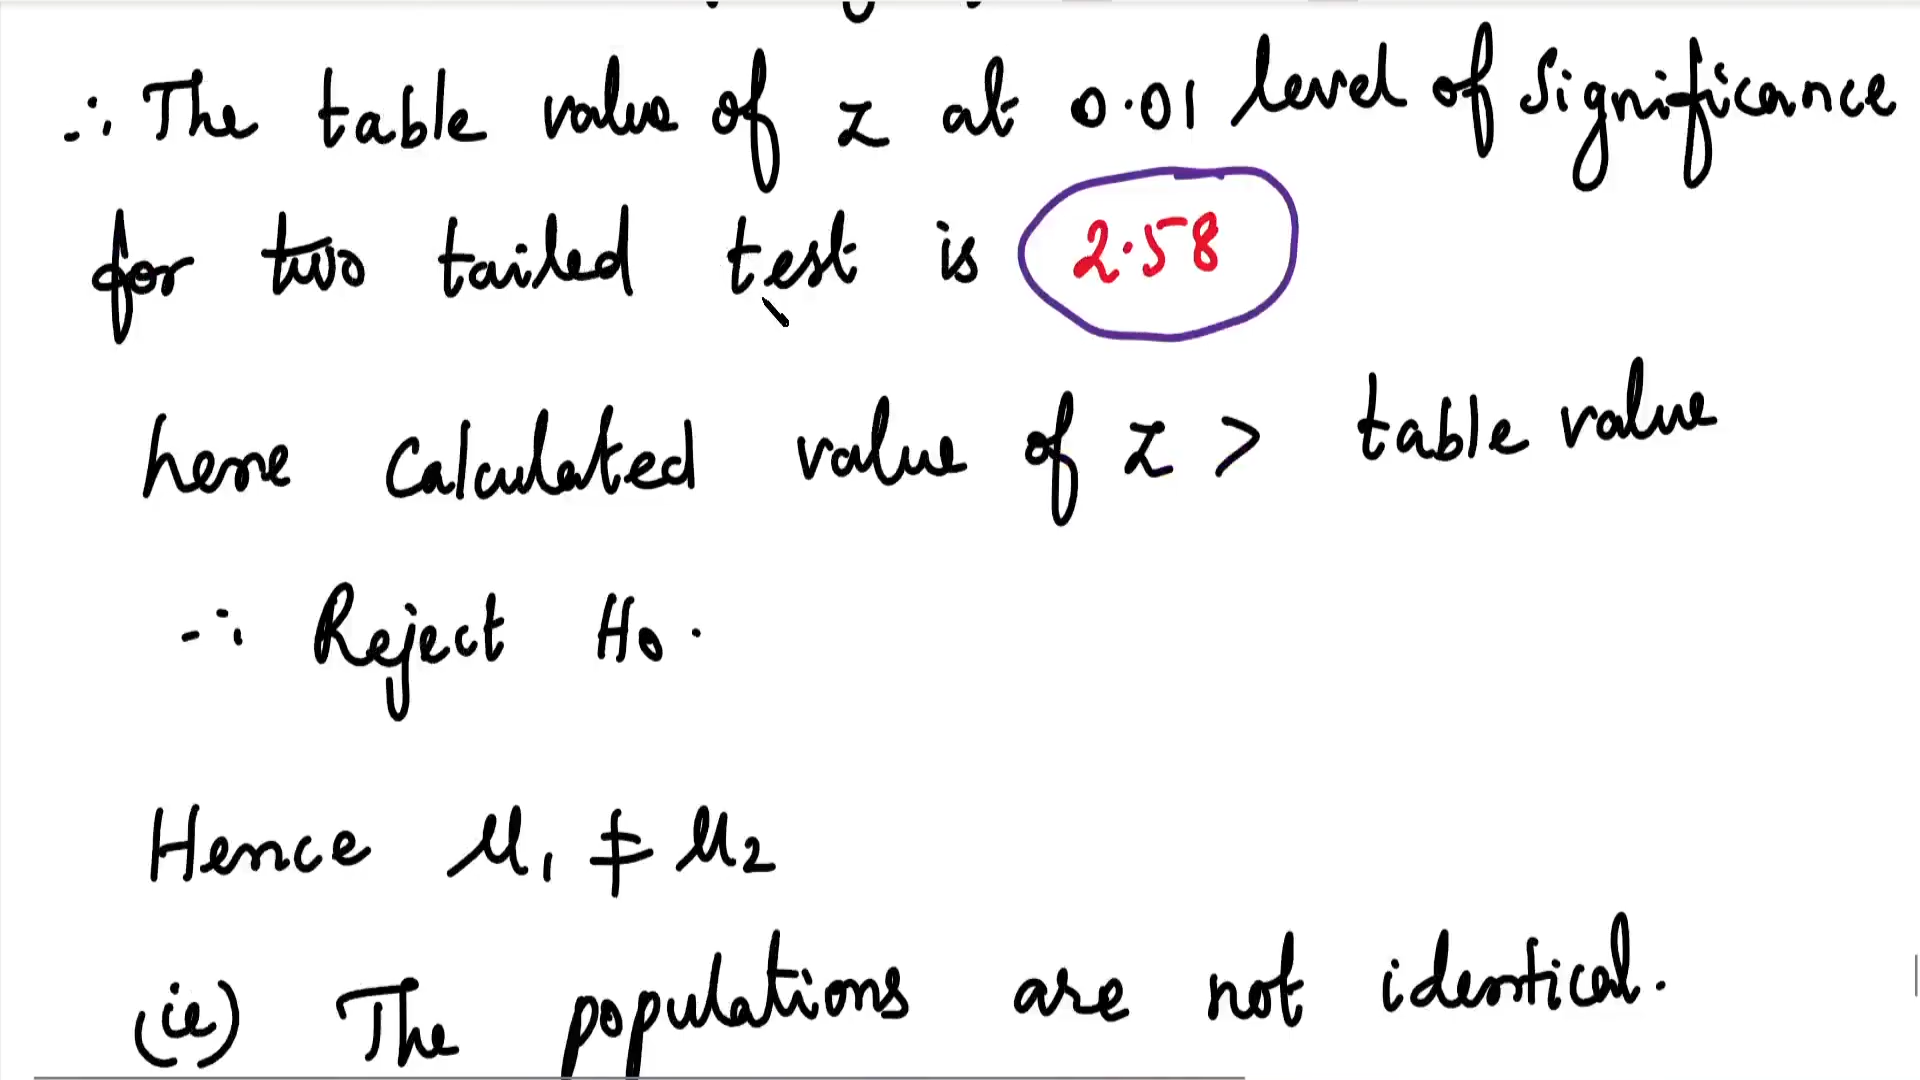 ∴ The table value of z at 0.01 level of significance
for two tailed test is 2.58
here calculated value of z > table value
∴ Reject H0.
Hence μ1 ≠ μ2
(ie) The populations are not identical.